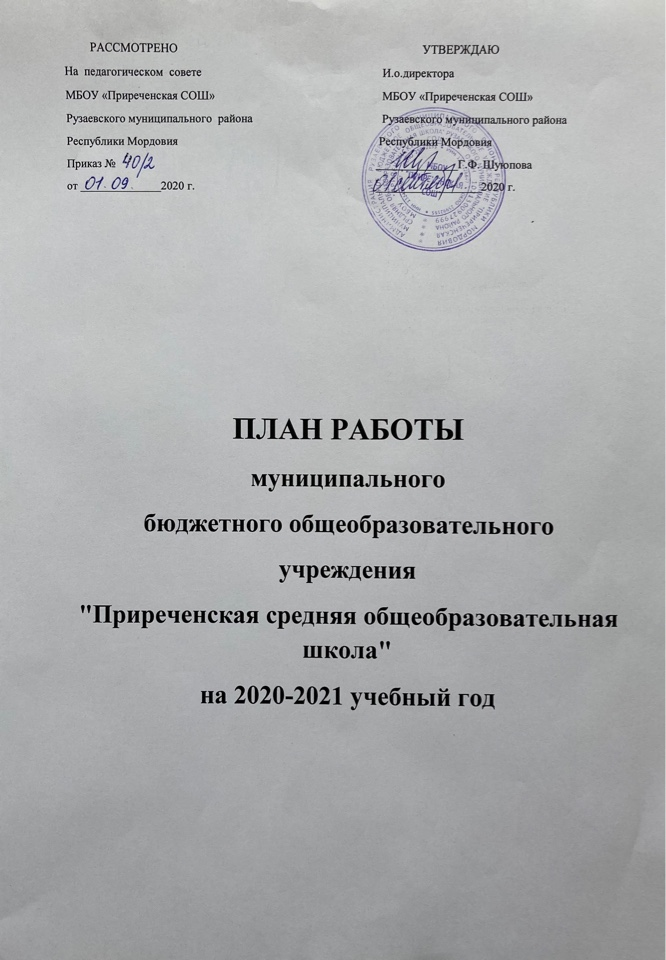 РАССМОТРЕНО
На педагогическом совете
МБОУ «Приреченская СОШ»
Рузаевского муниципального района
Республики Мордовия
Приказ № 40/2
от 01.09. 2020 г.
УТВЕРЖДАЮ
И.о.директора
МБОУ «Приреченская СОШ»
Рузаевского муниципального района
Республики Мордовия
Г.Ф. Шуюпова
2020 г.
ПЛАН РАБОТЫ
муниципального
бюджетного общеобразовательного
учреждения
"Приреченская средняя общеобразовательная
школа"
на 2020-2021 учебный год